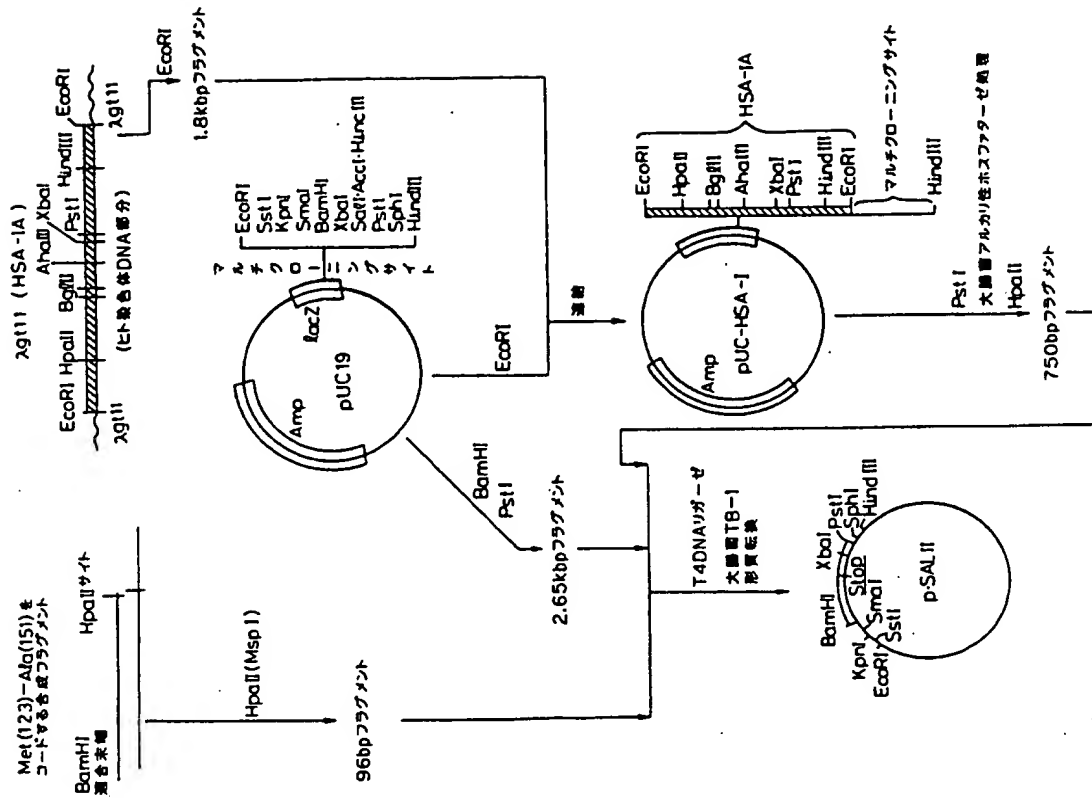 Met(123)-Ala(151)を
コードする合成フラグメント
BamHI
適合末端
HpaIIサイト
HpaII(MspI)
96bpフラグメント
λgt11 (HSA-1A)
EcoRI
HpaII
BglII
AhaIII
XbaI
PstI
HindIII
EcoRI
λgt11
(ヒト染色体DNA部分)
λgt11
EcoRI
1.8kbpフラグメント
Amp
pUC19
lacZ
マルチクローニングサイト
EcoRI
SstI
KpnI
SmaI
BamHI
XbaI
SalI・AccI・HincII
PstI
SphI
HindIII
BamHI
PstI
2.65kbpフラグメント
EcoRI
連結
Amp
pUC-HSA-I
EcoRI
HpaII
BglII
AhaIII
XbaI
PstI
HindIII
EcoRI
HindIII
HSA-1A
マルチクローニングサイト
PstI
大腸菌アルカリ性ホスファターゼ処理
HpaII
750bpフラグメント
T4DNAリガーゼ
大腸菌TB-1
形質転換
BamHI
XbaI
PstI
SphI
HindIII
Stop
KpnI
SmaI
EcoRI
SstI
p・SALII